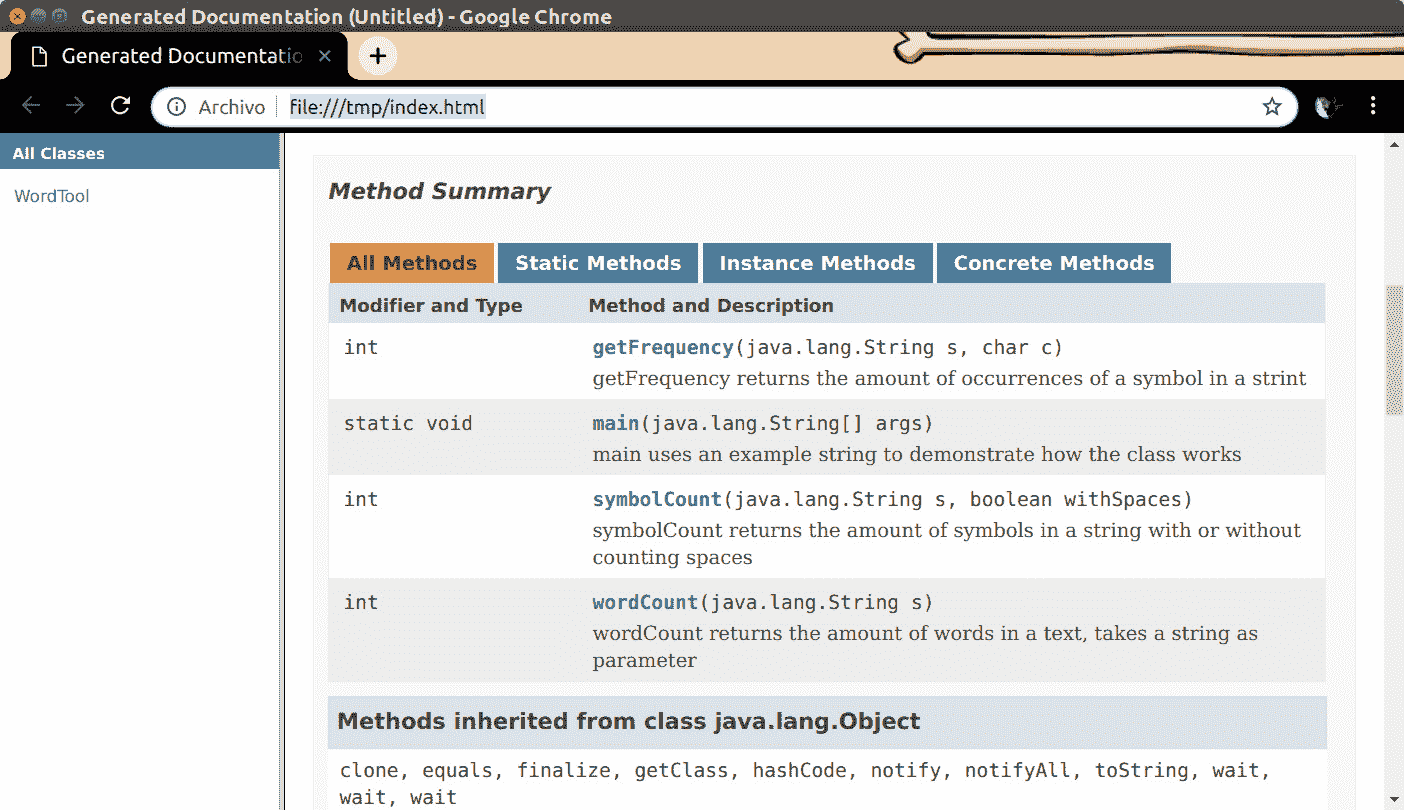 Generated Documentation (Untitled) - Google Chrome
Generated Documentatio
Archivo file:///tmp/index.html
All Classes
WordTool
Method Summary
All Methods Static Methods Instance Methods Concrete Methods
Modifier and Type Method and Description
int getFrequency(java.lang.String s, char c)
getFrequency returns the amount of occurrences of a symbol in a strint
static void main(java.lang.String[] args)
main uses an example string to demonstrate how the class works
int symbolCount(java.lang.String s, boolean withSpaces)
symbolCount returns the amount of symbols in a string with or without
counting spaces
int wordCount(java.lang.String s)
wordCount returns the amount of words in a text, takes a string as
parameter
Methods inherited from class java.lang.Object
clone, equals, finalize, getClass, hashCode, notify, notifyAll, toString, wait,
wait, wait